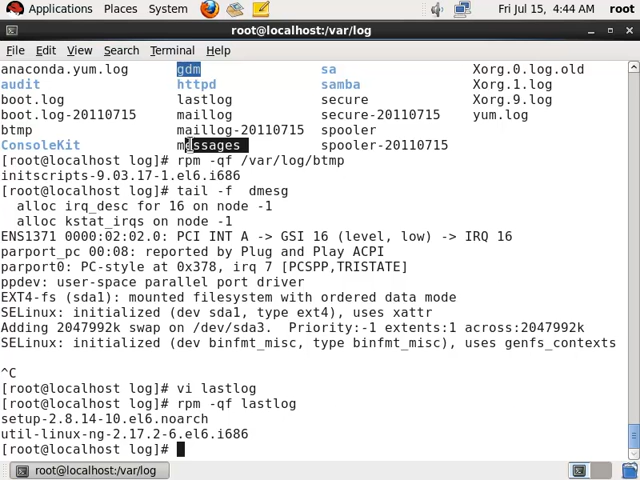 Applications Places System Fri Jul 15, 4:44 AM root
root@localhost:/var/log
File Edit View Search Terminal Help
anaconda.yum.log gdm sa Xorg.0.log.old
audit httpd samba Xorg.1.log
boot.log lastlog secure Xorg.9.log
boot.log-20110715 maillog secure-20110715 yum.log
btmp maillog-20110715 spooler
ConsoleKit messages spooler-20110715
[root@localhost log]# rpm -qf /var/log/btmp
initscripts-9.03.17-1.el6.i686
[root@localhost log]# tail -f  dmesg
  alloc irq_desc for 16 on node -1
  alloc kstat_irqs on node -1
ENS1371 0000:02:02.0: PCI INT A -> GSI 16 (level, low) -> IRQ 16
parport_pc 00:08: reported by Plug and Play ACPI
parport0: PC-style at 0x378, irq 7 [PCSPP,TRISTATE]
ppdev: user-space parallel port driver
EXT4-fs (sda1): mounted filesystem with ordered data mode
SELinux: initialized (dev sda1, type ext4), uses xattr
Adding 2047992k swap on /dev/sda3.  Priority:-1 extents:1 across:2047992k
SELinux: initialized (dev binfmt_misc, type binfmt_misc), uses genfs_contexts
^C
[root@localhost log]# vi lastlog
[root@localhost log]# rpm -qf lastlog
setup-2.8.14-10.el6.noarch
util-linux-ng-2.17.2-6.el6.i686
[root@localhost log]#
root@localhost:/var/log